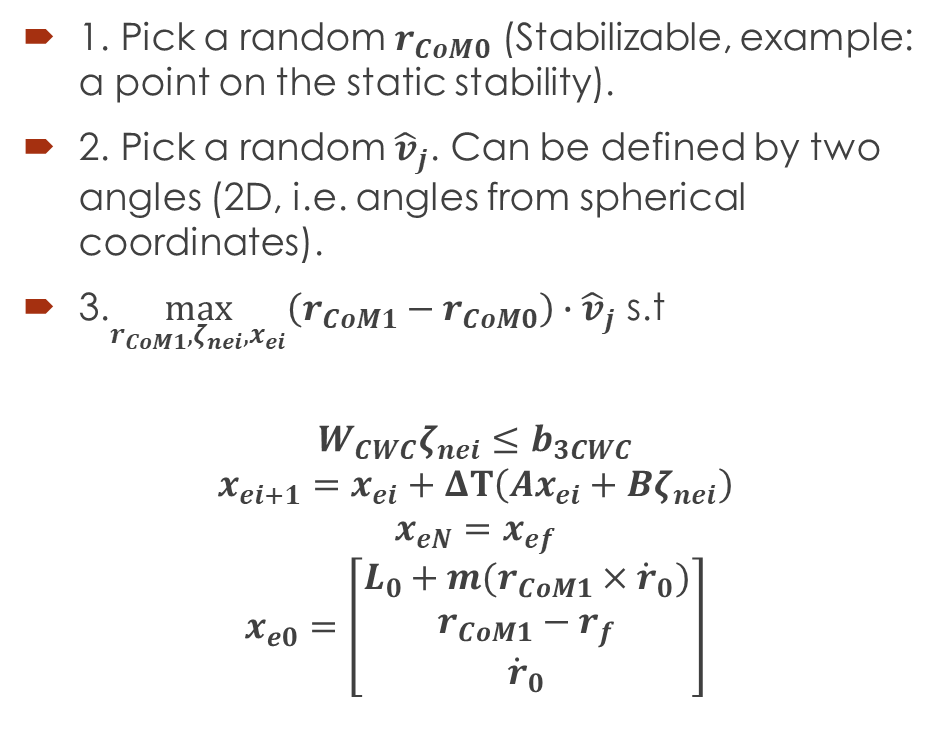 1. Pick a random r_CoM0 (Stabilizable, example:
a point on the static stability).
2. Pick a random v̂_j. Can be defined by two
angles (2D, i.e. angles from spherical
coordinates).
3. max (r_CoM1 − r_CoM0) · v̂_j s.t
r_CoM1,ζ_nei,x_ei
W_CWC ζ_nei ≤ b_3CWC
x_ei+1 = x_ei + ΔT(Ax_ei + Bζ_nei)
x_eN = x_ef
L_0 + m(r_CoM1 × ṙ_0)
x_e0 = [ r_CoM1 − r_f ]
ṙ_0